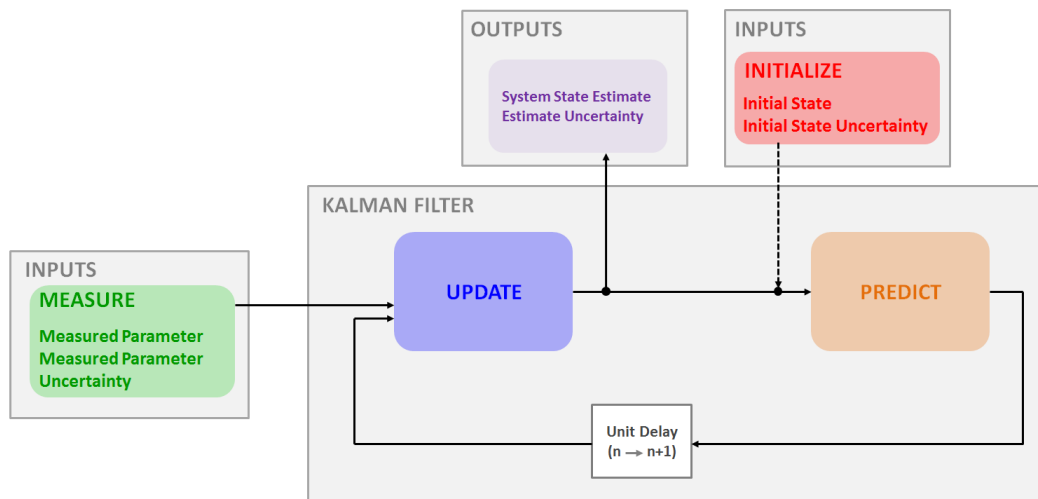 OUTPUTS
System State Estimate
Estimate Uncertainty
INPUTS
INITIALIZE
Initial State
Initial State Uncertainty
KALMAN FILTER
INPUTS
MEASURE
Measured Parameter
Measured Parameter
Uncertainty
UPDATE
PREDICT
Unit Delay
(n → n+1)